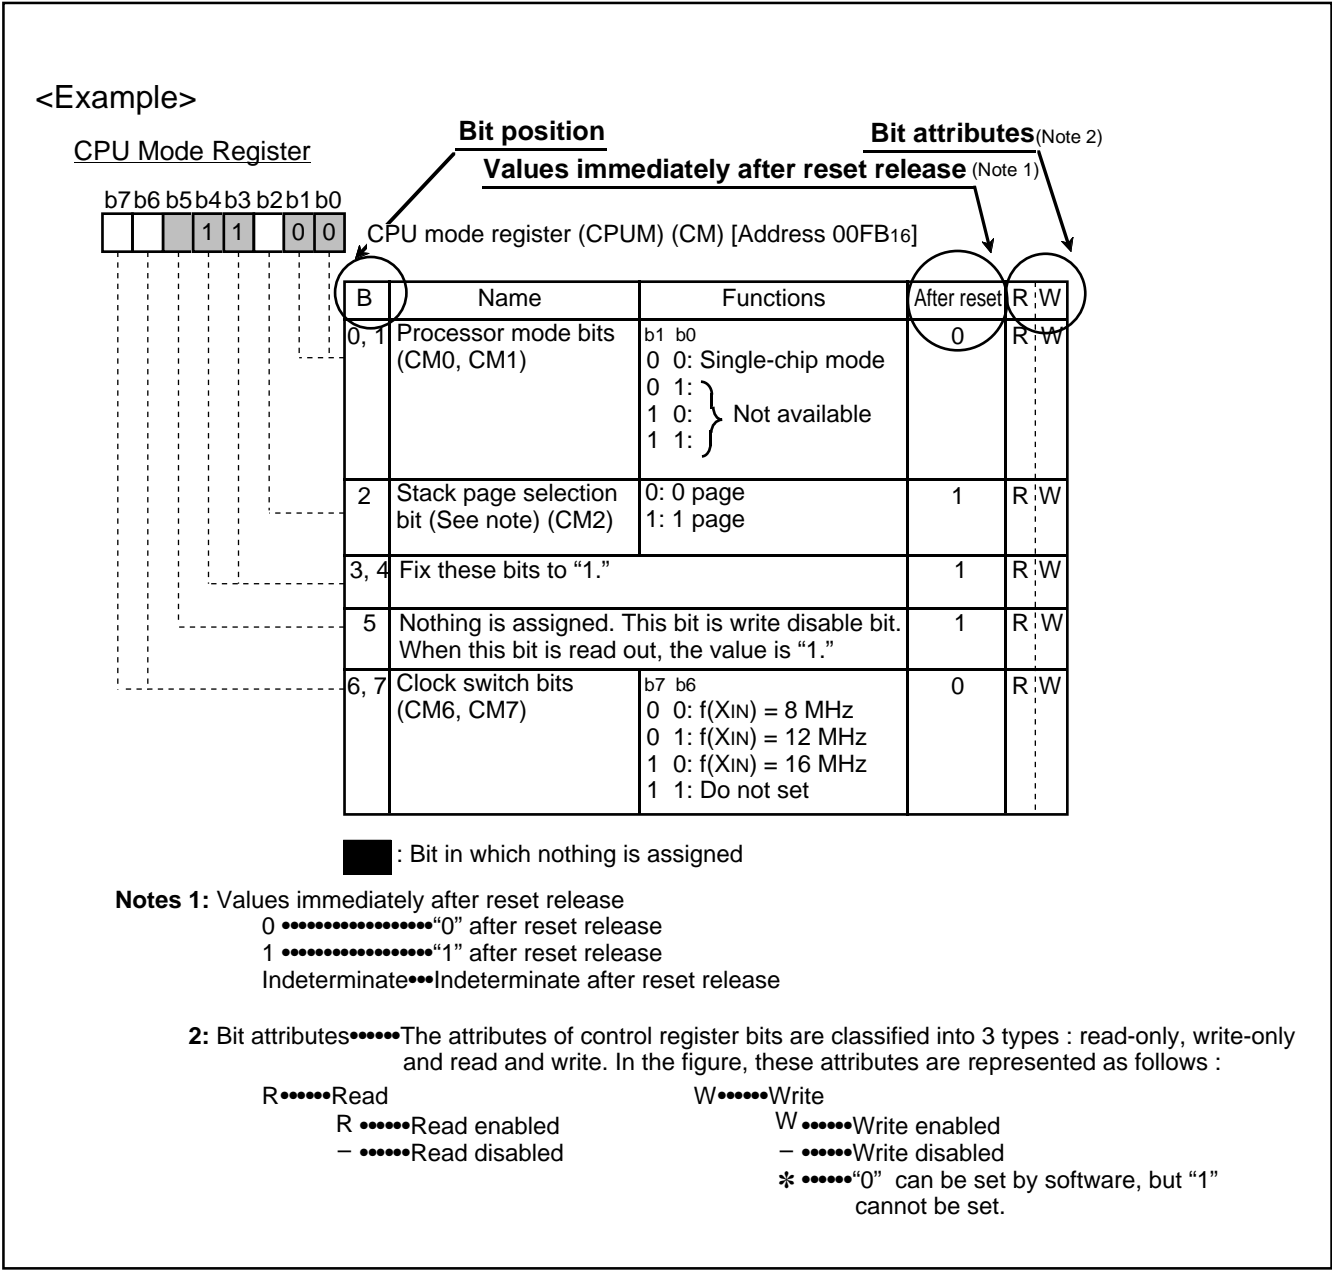 <Example>
Bit position
Bit attributes(Note 2)
CPU Mode Register
Values immediately after reset release (Note 1)
b7 b6 b5 b4 b3 b2 b1 b0
1 1 0 0
CPU mode register (CPUM) (CM) [Address 00FB16]
B Name Functions After reset R W
0, 1 Processor mode bits b1 b0 0 R W
(CM0, CM1) 0 0: Single-chip mode
0 1:
1 0: Not available
1 1:
2 Stack page selection 0: 0 page 1 R W
bit (See note) (CM2) 1: 1 page
3, 4 Fix these bits to “1.” 1 R W
5 Nothing is assigned. This bit is write disable bit. 1 R W
When this bit is read out, the value is “1.”
6, 7 Clock switch bits b7 b6 0 R W
(CM6, CM7) 0 0: f(XIN) = 8 MHz
0 1: f(XIN) = 12 MHz
1 0: f(XIN) = 16 MHz
1 1: Do not set
: Bit in which nothing is assigned
Notes 1: Values immediately after reset release
0 ••••••••••••••••••“0” after reset release
1 ••••••••••••••••••“1” after reset release
Indeterminate•••Indeterminate after reset release
2: Bit attributes••••••The attributes of control register bits are classified into 3 types : read-only, write-only
and read and write. In the figure, these attributes are represented as follows :
R••••••Read W••••••Write
R ••••••Read enabled W ••••••Write enabled
– ••••••Read disabled – ••••••Write disabled
✻ ••••••“0” can be set by software, but “1”
cannot be set.